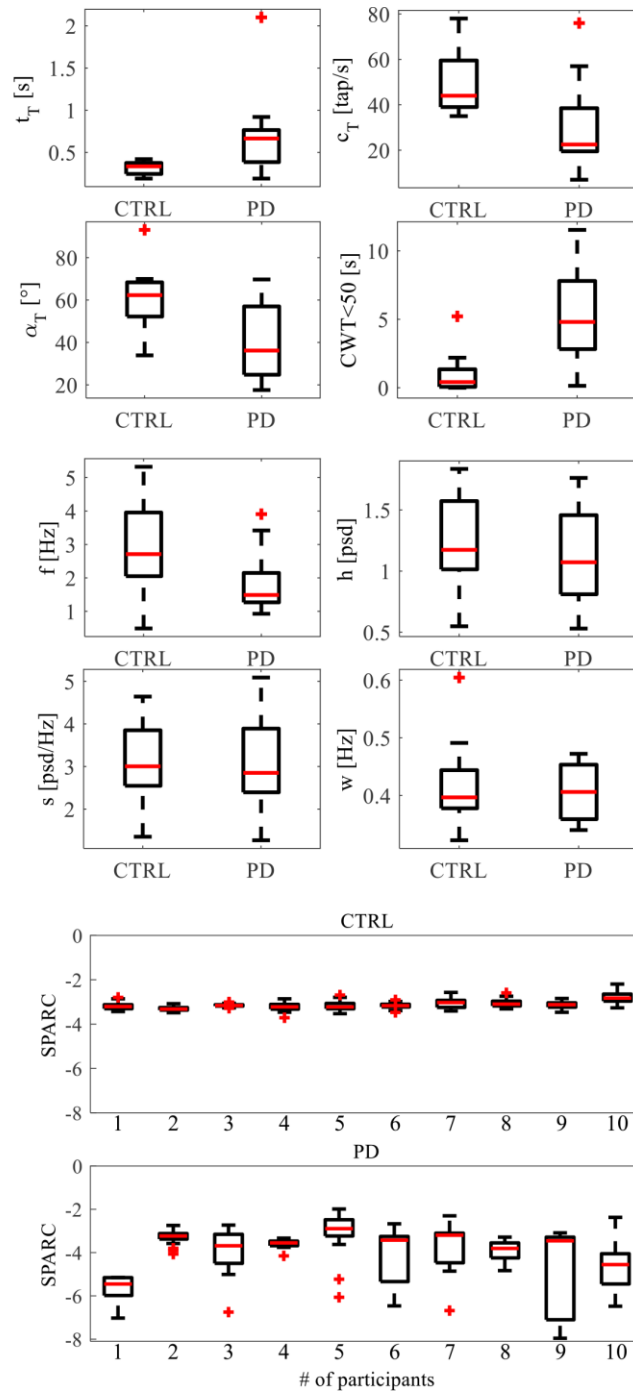 t_T [s]
2
1.5
1
0.5
CTRL PD
c_T [tap/s]
80
60
40
20
CTRL PD
α_T [°]
80
60
40
20
CTRL PD
CWT<50 [s]
10
5
0
CTRL PD
f [Hz]
5
4
3
2
1
CTRL PD
h [psd]
1.5
1
0.5
CTRL PD
s [psd/Hz]
5
4
3
2
CTRL PD
w [Hz]
0.6
0.5
0.4
CTRL PD
CTRL
SPARC
0
-2
-4
-6
-8
1 2 3 4 5 6 7 8 9 10
PD
SPARC
0
-2
-4
-6
-8
1 2 3 4 5 6 7 8 9 10
# of participants